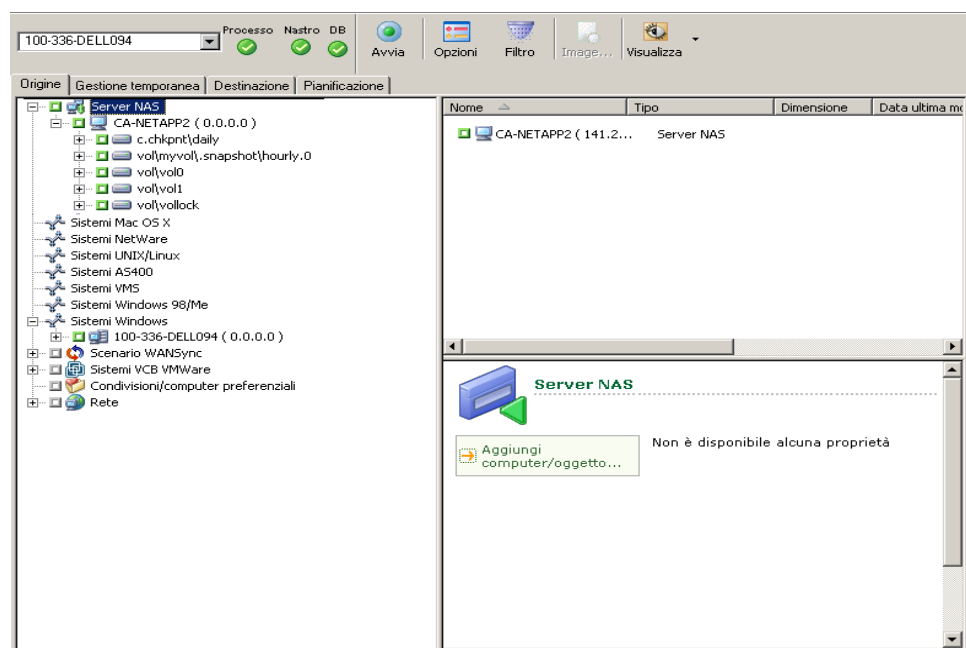 100-336-DELL094
Processo Nastro DB
Avvia
Opzioni
Filtro
Image...
Visualizza
Origine
Gestione temporanea
Destinazione
Pianificazione
Server NAS
CA-NETAPP2 ( 0.0.0.0 )
c.chkpnt\daily
vol\myvol\.snapshot\hourly.0
vol\vol0
vol\vol1
vol\vollock
Sistemi Mac OS X
Sistemi NetWare
Sistemi UNIX/Linux
Sistemi AS400
Sistemi VMS
Sistemi Windows 98/Me
Sistemi Windows
100-336-DELL094 ( 0.0.0.0 )
Scenario WANSync
Sistemi VCB VMWare
Condivisioni/computer preferenziali
Rete
Nome Tipo Dimensione Data ultima mo
CA-NETAPP2 ( 141.2... Server NAS
Server NAS
Aggiungi
computer/oggetto...
Non è disponibile alcuna proprietà